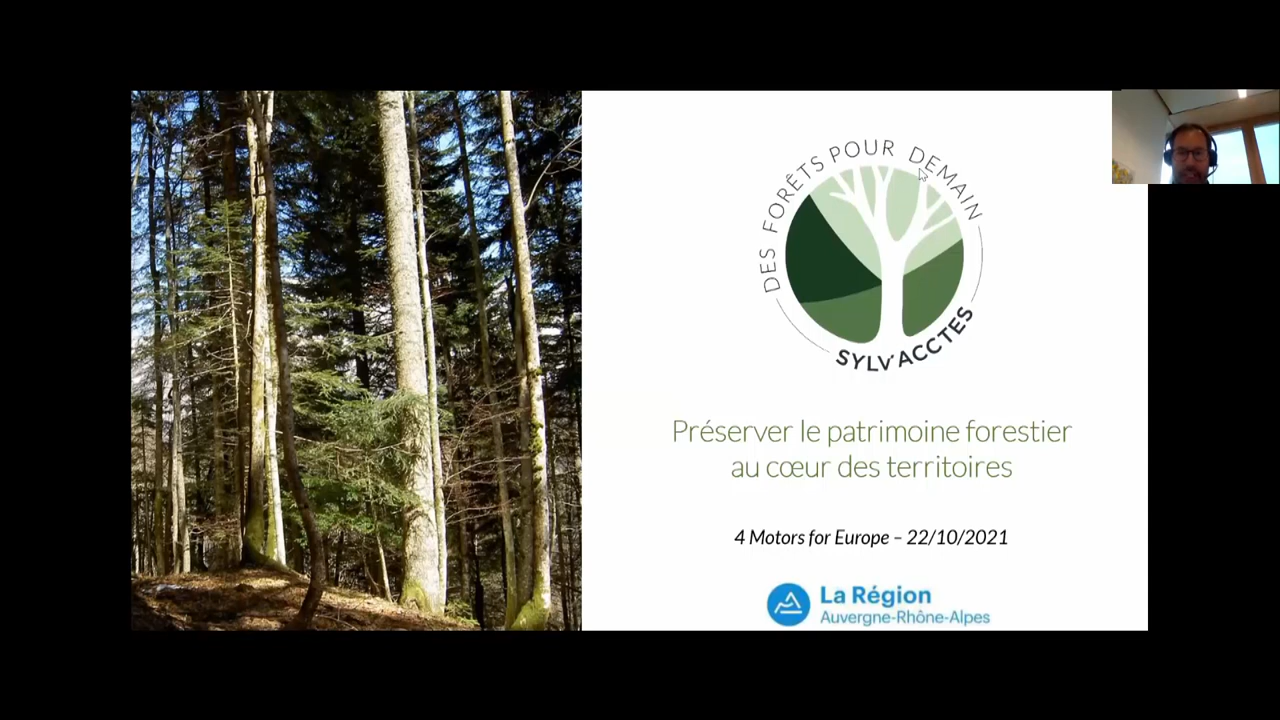 DES FORÊTS POUR DEMAIN
SYLV'ACCTES
Préserver le patrimoine forestier
au cœur des territoires
4 Motors for Europe – 22/10/2021
La Région
Auvergne-Rhône-Alpes